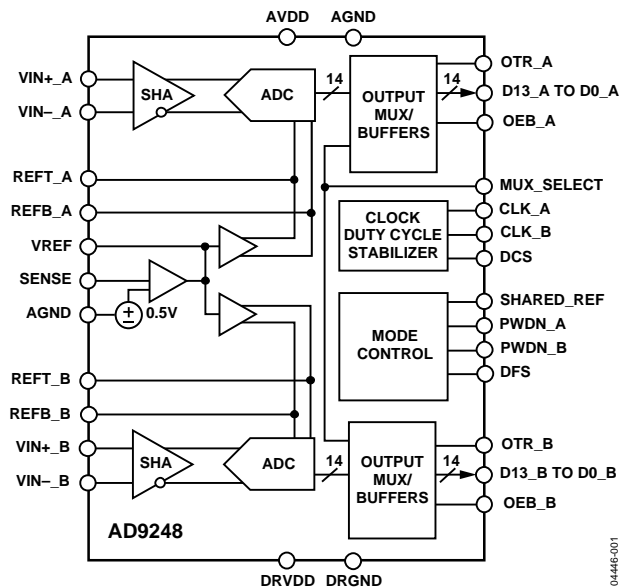 AVDD AGND
VIN+_A
VIN–_A
REFT_A
REFB_A
VREF
SENSE
AGND
REFT_B
REFB_B
VIN+_B
VIN–_B
SHA
ADC
14
OUTPUT
MUX/
BUFFERS
14
OTR_A
D13_A TO D0_A
OEB_A
MUX_SELECT
CLOCK
DUTY CYCLE
STABILIZER
CLK_A
CLK_B
DCS
0.5V
MODE
CONTROL
SHARED_REF
PWDN_A
PWDN_B
DFS
SHA
ADC
14
OUTPUT
MUX/
BUFFERS
14
OTR_B
D13_B TO D0_B
OEB_B
AD9248
DRVDD DRGND
04446-001